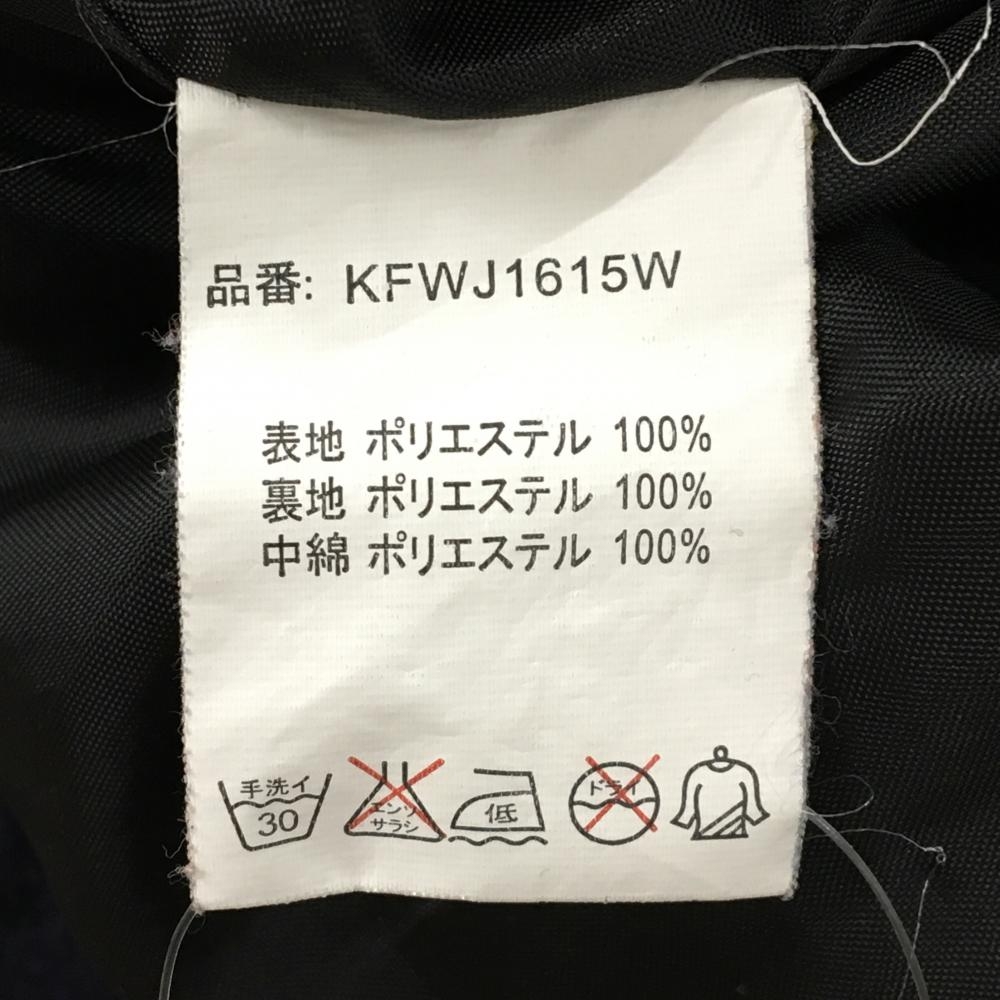 品番: KFWJ1615W
表地 ポリエステル 100%
裏地 ポリエステル 100%
中綿 ポリエステル 100%
手洗イ
30
エンソ
サラシ
低
ドライ